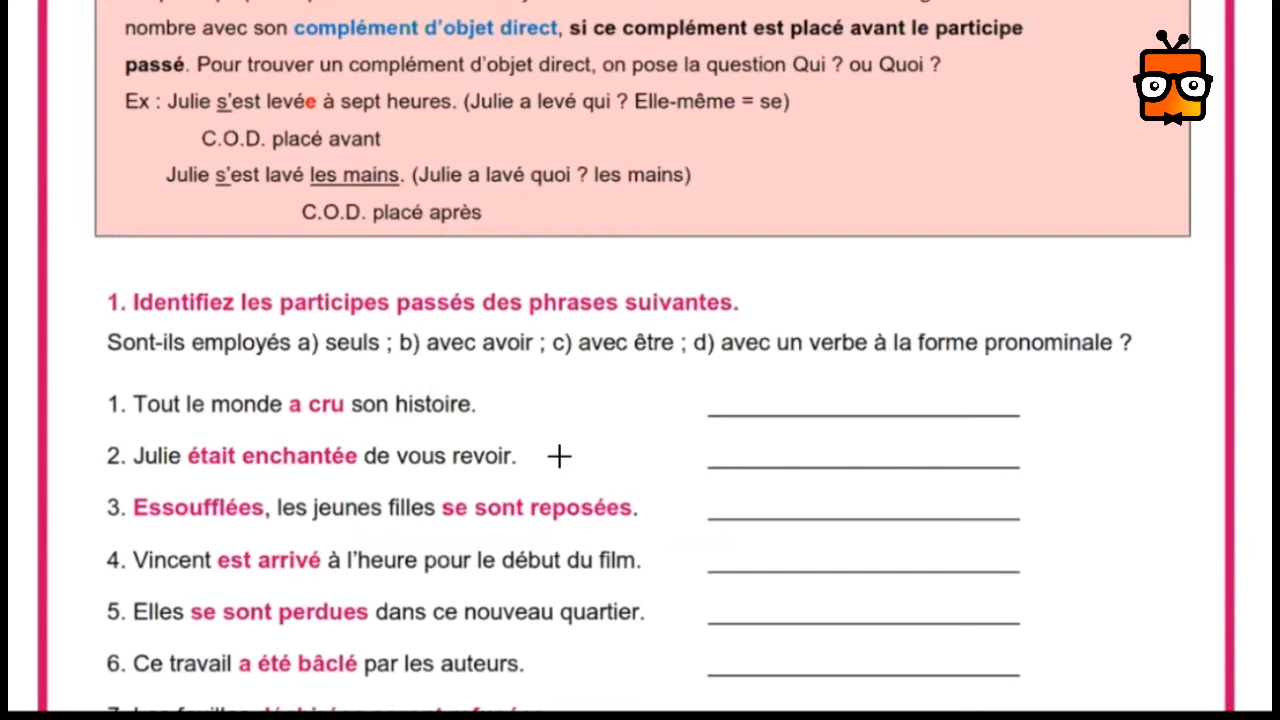 nombre avec son complément d'objet direct, si ce complément est placé avant le participe
passé. Pour trouver un complément d'objet direct, on pose la question Qui ? ou Quoi ?
Ex : Julie s'est levée à sept heures. (Julie a levé qui ? Elle-même = se)
C.O.D. placé avant
Julie s'est lavé les mains. (Julie a lavé quoi ? les mains)
C.O.D. placé après
1. Identifiez les participes passés des phrases suivantes.
Sont-ils employés a) seuls ; b) avec avoir ; c) avec être ; d) avec un verbe à la forme pronominale ?
1. Tout le monde a cru son histoire.
2. Julie était enchantée de vous revoir.
3. Essoufflées, les jeunes filles se sont reposées.
4. Vincent est arrivé à l'heure pour le début du film.
5. Elles se sont perdues dans ce nouveau quartier.
6. Ce travail a été bâclé par les auteurs.